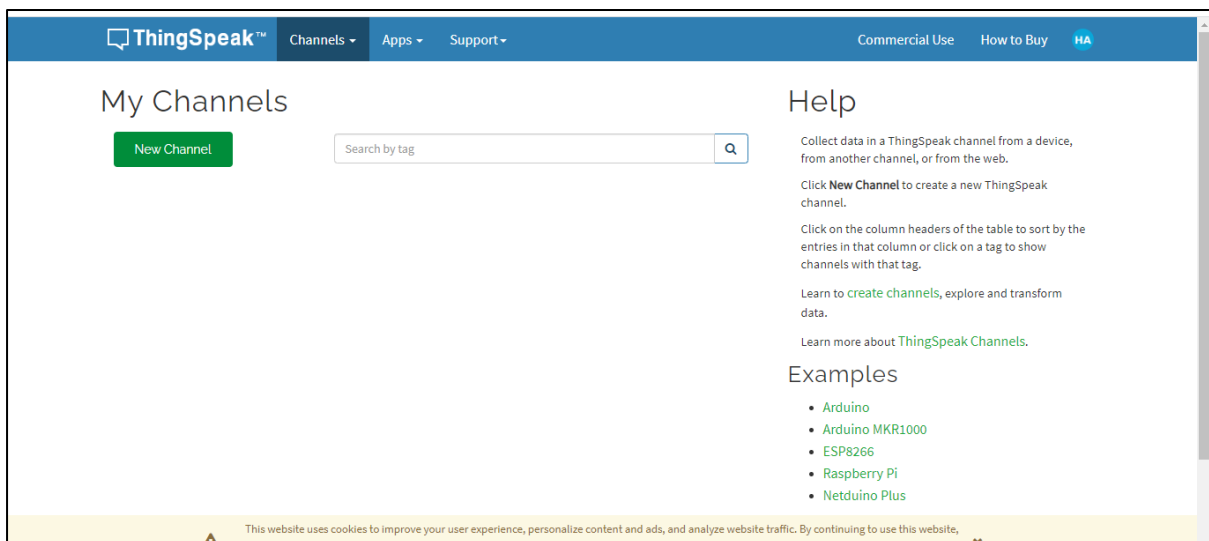 ThingSpeak™ Channels Apps Support Commercial Use How to Buy HA
My Channels
New Channel
Search by tag
Help
Collect data in a ThingSpeak channel from a device,
from another channel, or from the web.
Click New Channel to create a new ThingSpeak
channel.
Click on the column headers of the table to sort by the
entries in that column or click on a tag to show
channels with that tag.
Learn to create channels, explore and transform
data.
Learn more about ThingSpeak Channels.
Examples
• Arduino
• Arduino MKR1000
• ESP8266
• Raspberry Pi
• Netduino Plus
This website uses cookies to improve your user experience, personalize content and ads, and analyze website traffic. By continuing to use this website,